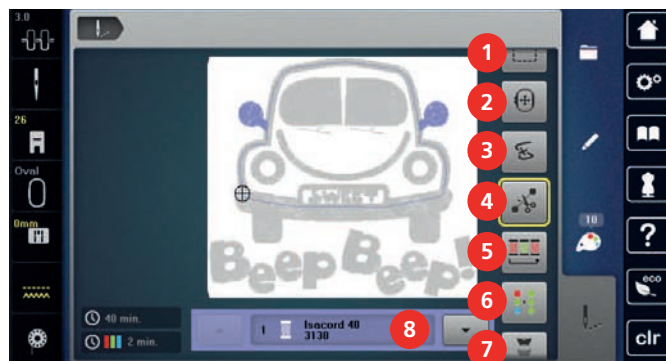 3.0
26
Oval
0mm
SWEET
Beep Beep!
40 min.
2 min.
1 Isacord 40
3130
1
2
3
4
5
6
7
8
10
?
eco
clr